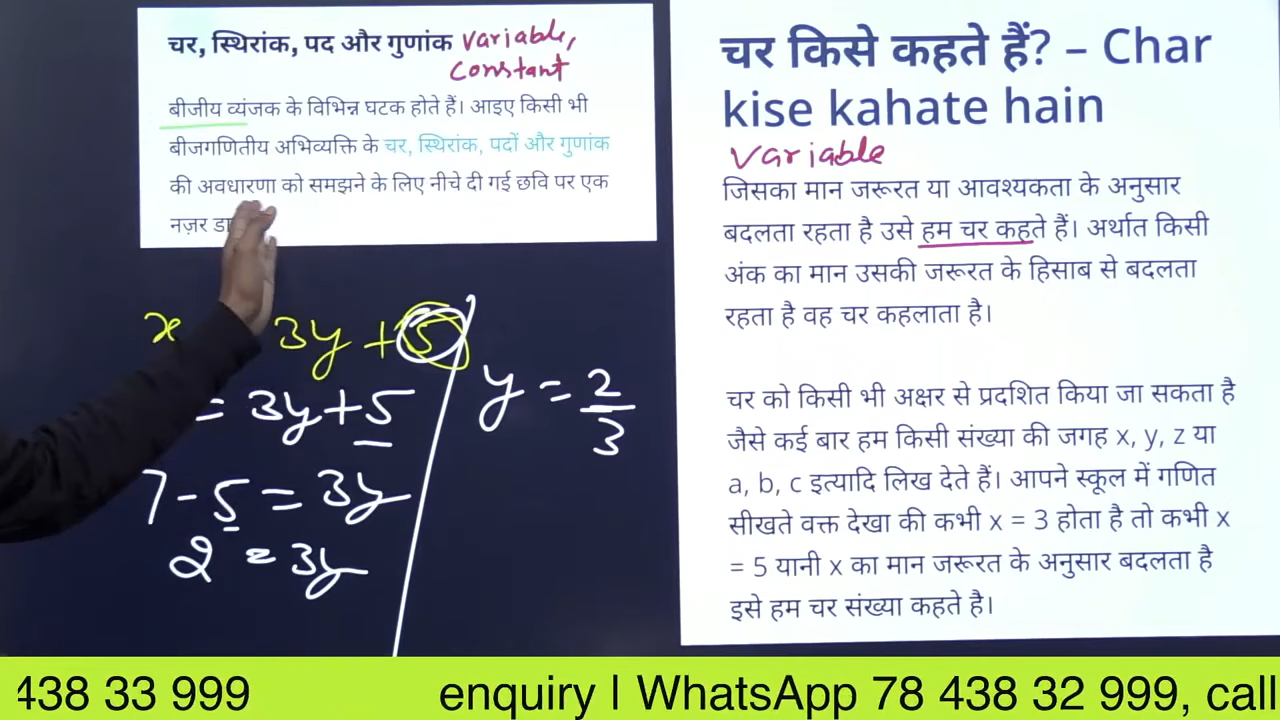 चर, स्थिरांक, पद और गुणांक variable,
constant
बीजीय व्यंजक के विभिन्न घटक होते हैं। आइए किसी भी
बीजगणितीय अभिव्यक्ति के चर, स्थिरांक, पदों और गुणांक
की अवधारणा को समझने के लिए नीचे दी गई छवि पर एक
नज़र
x 3y + 5
= 3y + 5
7 - 5 = 3y
2 = 3y
y = 2/3
चर किसे कहते हैं? – Char
kise kahate hain
variable
जिसका मान जरूरत या आवश्यकता के अनुसार
बदलता रहता है उसे हम चर कहते हैं। अर्थात किसी
अंक का मान उसकी जरूरत के हिसाब से बदलता
रहता है वह चर कहलाता है।
चर को किसी भी अक्षर से प्रदशित किया जा सकता है
जैसे कई बार हम किसी संख्या की जगह x, y, z या
a, b, c इत्यादि लिख देते हैं। आपने स्कूल में गणित
सीखते वक्त देखा की कभी x = 3 होता है तो कभी x
= 5 यानी x का मान जरूरत के अनुसार बदलता है
इसे हम चर संख्या कहते है।
438 33 999 enquiry | WhatsApp 78 438 32 999, call